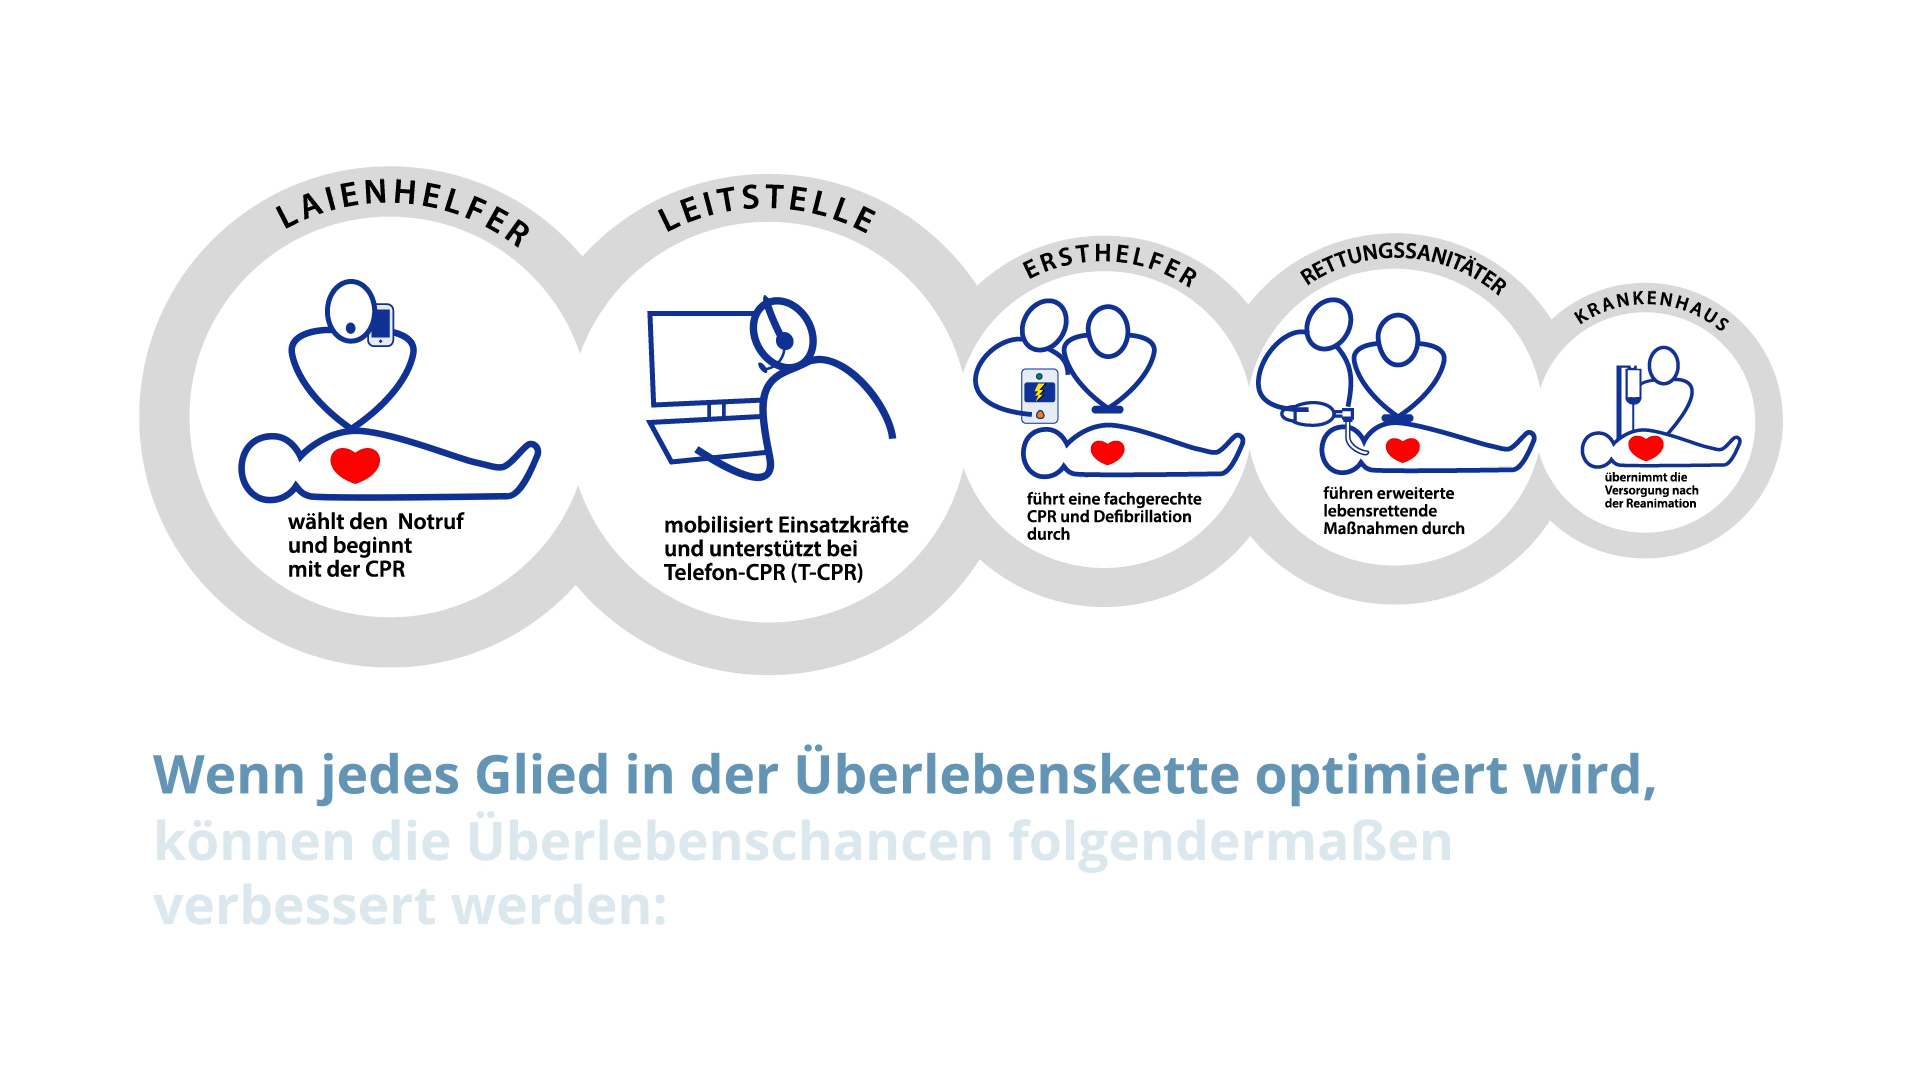 LAIENHELFER
wählt den Notruf
und beginnt
mit der CPR
LEITSTELLE
mobilisiert Einsatzkräfte
und unterstützt bei
Telefon-CPR (T-CPR)
ERSTHELFER
führt eine fachgerechte
CPR und Defibrillation
durch
RETTUNGSSANITÄTER
führen erweiterte
lebensrettende
Maßnahmen durch
KRANKENHAUS
übernimmt die
Versorgung nach
der Reanimation
Wenn jedes Glied in der Überlebenskette optimiert wird,
können die Überlebenschancen folgendermaßen
verbessert werden: